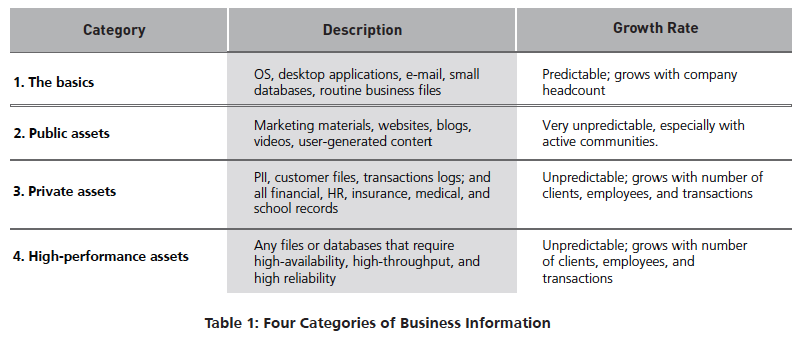 Category Description Growth Rate
1. The basics
OS, desktop applications, e-mail, small
databases, routine business files
Predictable; grows with company
headcount
2. Public assets
Marketing materials, websites, blogs,
videos, user-generated contert
Very unpredictable, especially with
active communities.
3. Private assets
PII, customer files, transactions logs; and
all financial, HR, insurance, medical, and
school records
Unpredictable; grows with number of
clients, employees, and transactions
4. High-performance assets
Any files or databases that require
high-availability, high-throughput, and
high reliability
Unpredictable; grows with number
of clients, employees, and
transactions
Table 1: Four Categories of Business Information